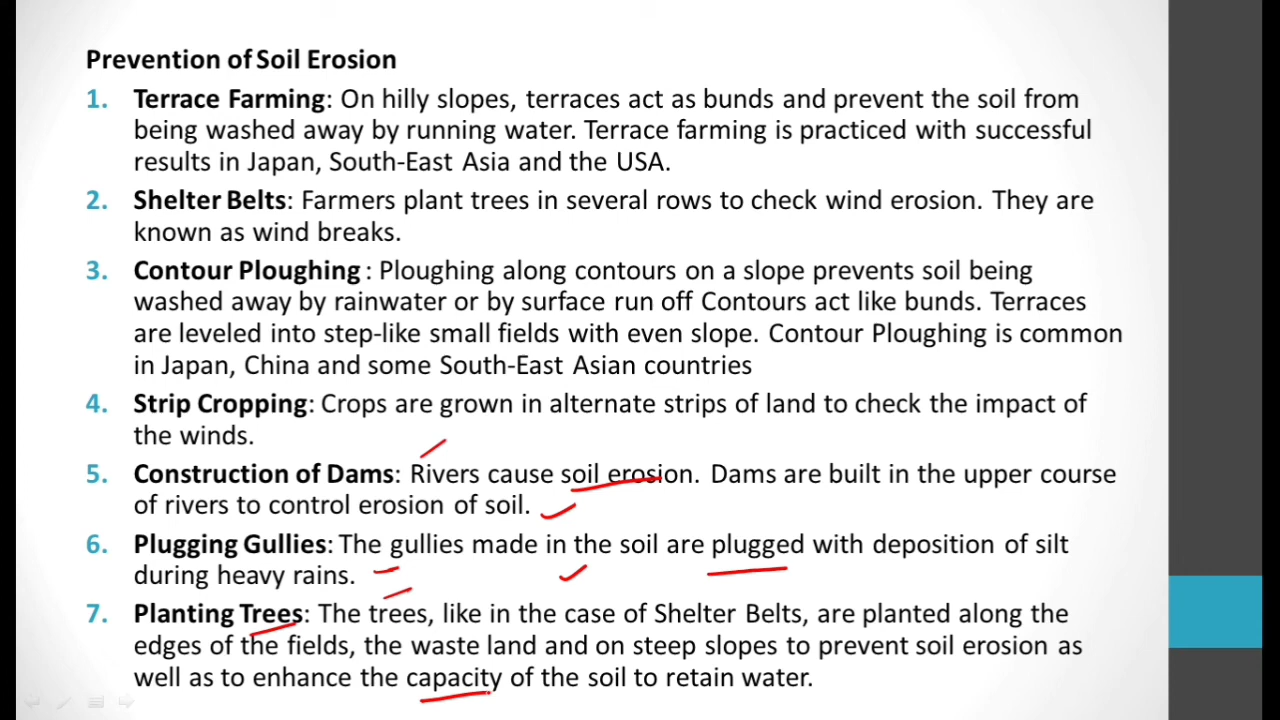 Prevention of Soil Erosion
1. Terrace Farming: On hilly slopes, terraces act as bunds and prevent the soil from
being washed away by running water. Terrace farming is practiced with successful
results in Japan, South-East Asia and the USA.
2. Shelter Belts: Farmers plant trees in several rows to check wind erosion. They are
known as wind breaks.
3. Contour Ploughing : Ploughing along contours on a slope prevents soil being
washed away by rainwater or by surface run off Contours act like bunds. Terraces
are leveled into step-like small fields with even slope. Contour Ploughing is common
in Japan, China and some South-East Asian countries
4. Strip Cropping: Crops are grown in alternate strips of land to check the impact of
the winds.
5. Construction of Dams: Rivers cause soil erosion. Dams are built in the upper course
of rivers to control erosion of soil.
6. Plugging Gullies: The gullies made in the soil are plugged with deposition of silt
during heavy rains.
7. Planting Trees: The trees, like in the case of Shelter Belts, are planted along the
edges of the fields, the waste land and on steep slopes to prevent soil erosion as
well as to enhance the capacity of the soil to retain water.